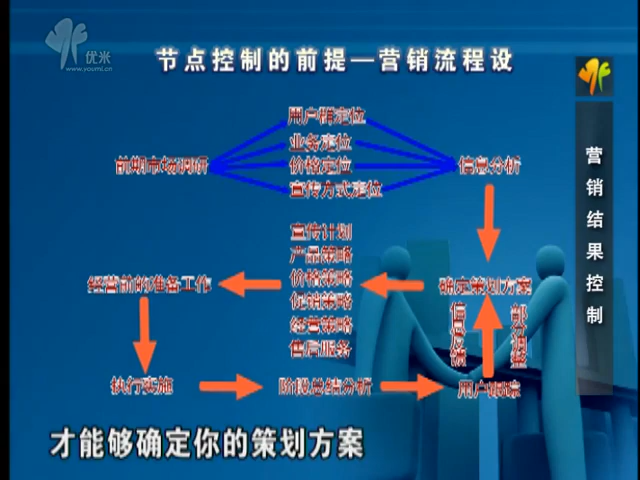 优米
www.youmi.cn
节点控制的前提—营销流程设
营销结果控制
用户群定位
业务定位
前期市场调研
价格定位
信息分析
宣传方式定位
宣传计划
产品策略
经营前的准备工作
价格策略
确定策划方案
促销策略
经营策略
售后服务
信息反馈
部分调整
执行实施
阶段总结分析
用户跟踪
才能够确定你的策划方案